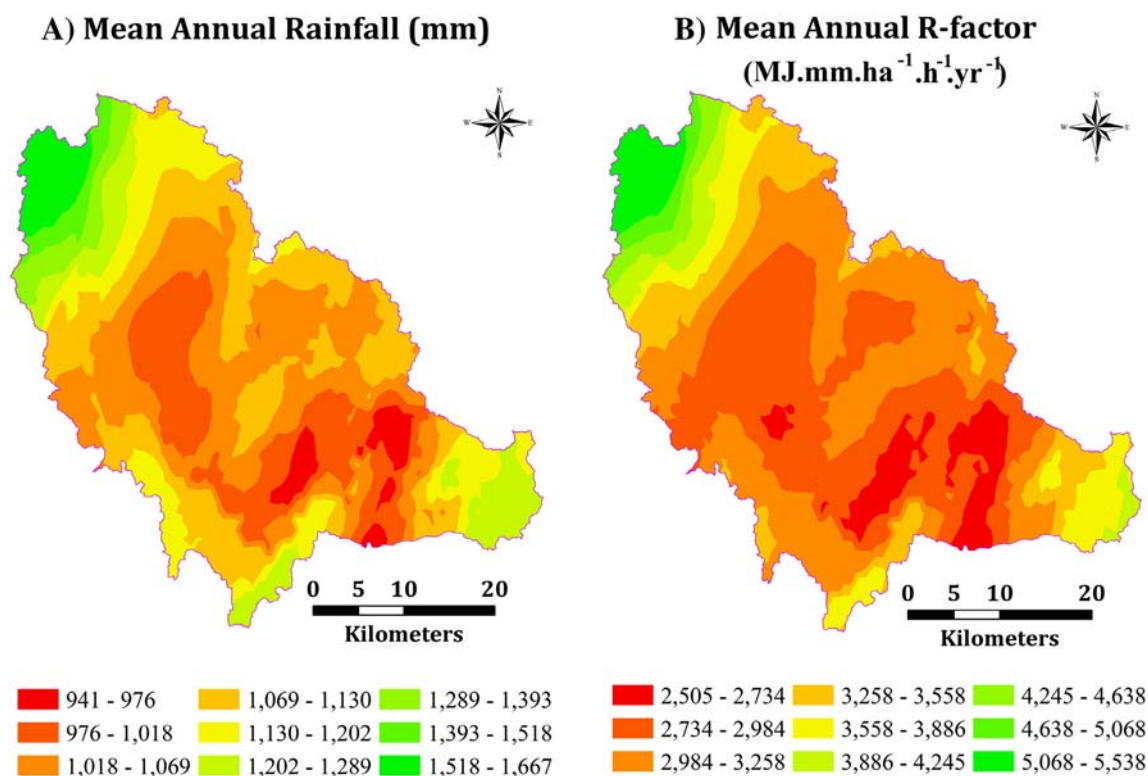 A) Mean Annual Rainfall (mm)
N
W E
S
0 5 10 20
Kilometers
941 - 976
976 - 1,018
1,018 - 1,069
1,069 - 1,130
1,130 - 1,202
1,202 - 1,289
1,289 - 1,393
1,393 - 1,518
1,518 - 1,667
B) Mean Annual R-factor
(MJ.mm.ha⁻¹.h⁻¹.yr⁻¹)
N
W E
S
0 5 10 20
Kilometers
2,505 - 2,734
2,734 - 2,984
2,984 - 3,258
3,258 - 3,558
3,558 - 3,886
3,886 - 4,245
4,245 - 4,638
4,638 - 5,068
5,068 - 5,538